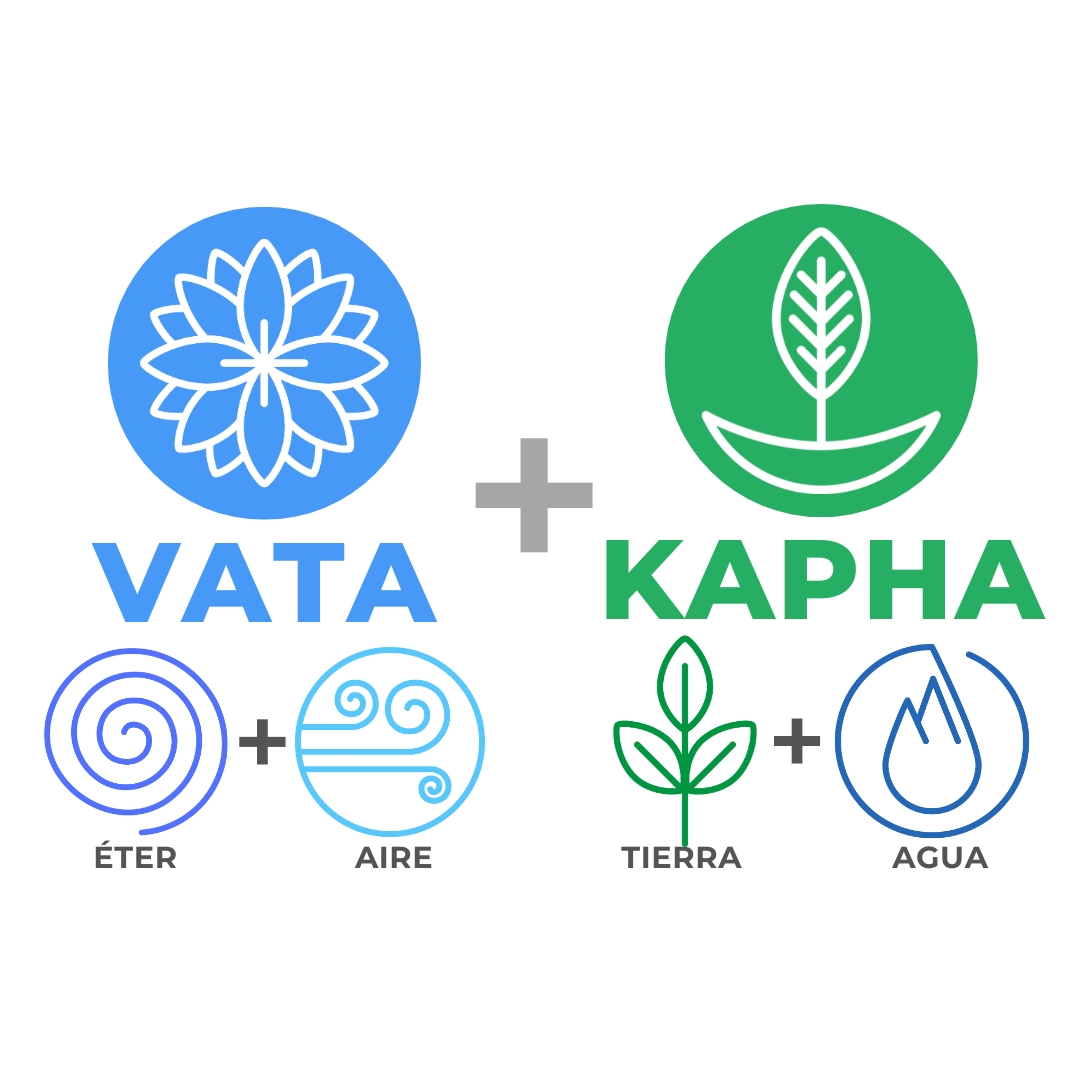 VATA
+
KAPHA
+
ÉTER
AIRE
+
TIERRA
AGUA